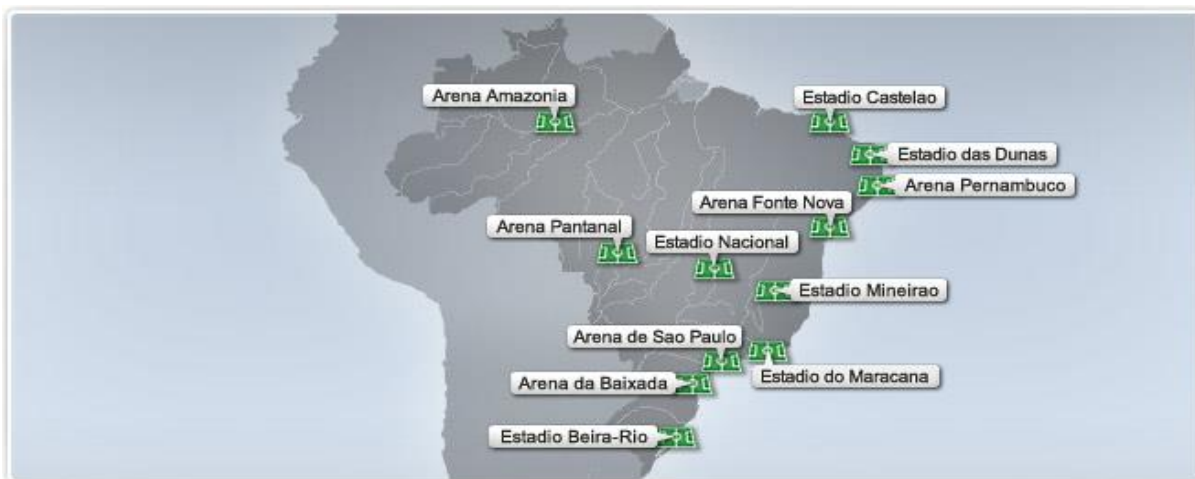 Arena Amazonia
Estadio Castelao
Estadio das Dunas
Arena Pernambuco
Arena Fonte Nova
Arena Pantanal
Estadio Nacional
Estadio Mineirao
Arena de Sao Paulo
Estadio do Maracana
Arena da Baixada
Estadio Beira-Rio